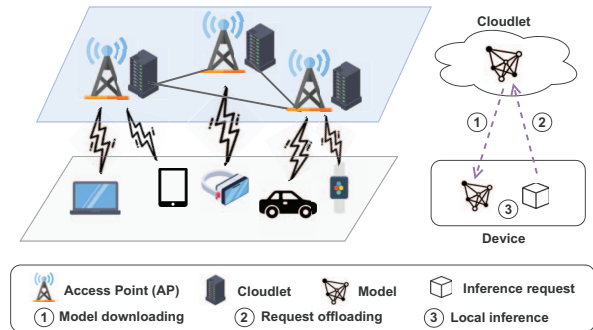 Cloudlet
1
2
3
Device
Access Point (AP) Cloudlet Model Inference request
1 Model downloading 2 Request offloading 3 Local inference